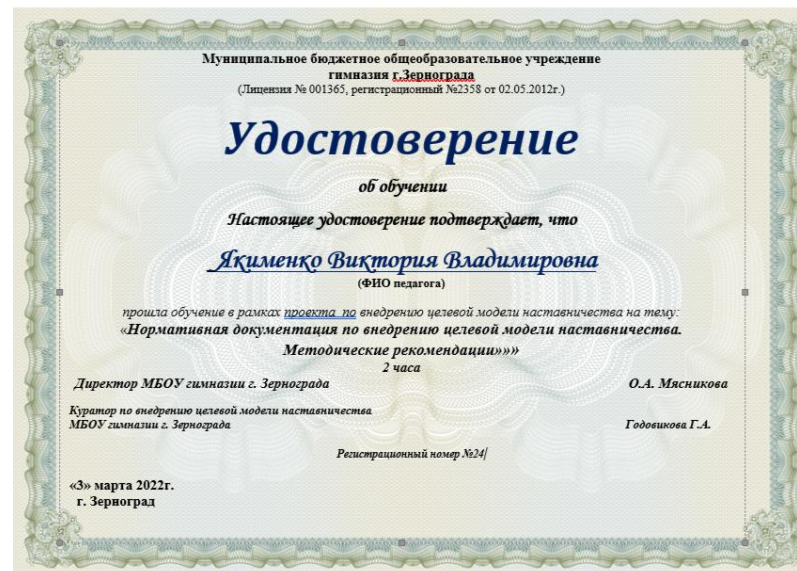 Муниципальное бюджетное общеобразовательное учреждение
гимназия г.Зернограда
(Лицензия № 001365, регистрационный №2358 от 02.05.2012г.)
Удостоверение
об обучении
Настоящее удостоверение подтверждает, что
Якименко Виктория Владимировна
(ФИО педагога)
прошла обучение в рамках проекта по внедрению целевой модели наставничества на тему:
«Нормативная документация по внедрению целевой модели наставничества.
Методические рекомендации»»»
2 часа
Директор МБОУ гимназии г. Зернограда О.А. Мясникова
Куратор по внедрению целевой модели наставничества
МБОУ гимназии г. Зернограда Годовикова Г.А.
Регистрационный номер №24
«3» марта 2022г.
г. Зерноград